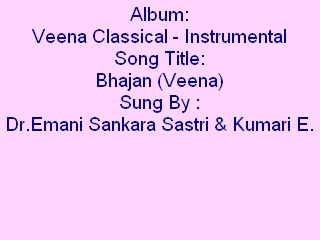 Album:
Veena Classical - Instrumental
Song Title:
Bhajan (Veena)
Sung By :
Dr.Emani Sankara Sastri & Kumari E.